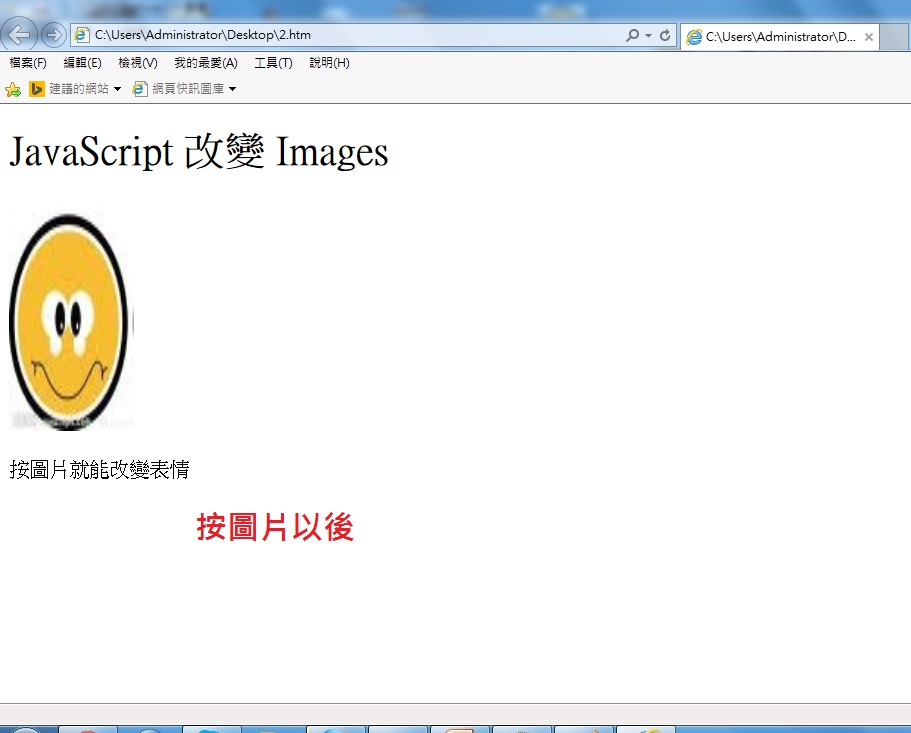 C:\Users\Administrator\Desktop\2.htm
C:\Users\Administrator\D...
檔案(F) 編輯(E) 檢視(V) 我的最愛(A) 工具(T) 說明(H)
建議的網站 網頁快訊圖庫
JavaScript 改變 Images
按圖片就能改變表情
按圖片以後